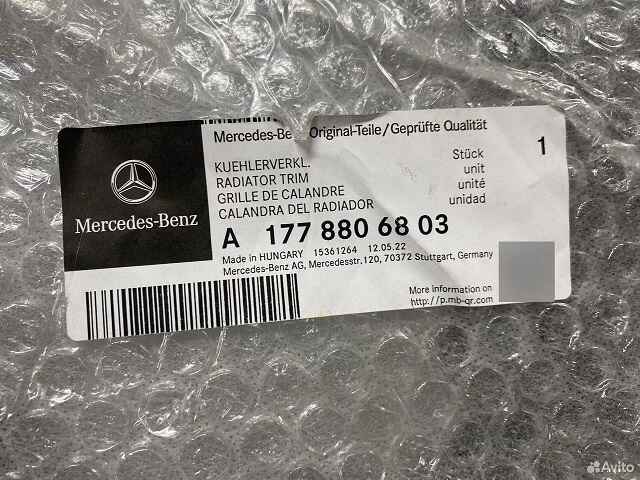 Mercedes-Benz
Mercedes-Be Original-Teile/Geprüfte Qualität
KUEHLERVERKL.
RADIATOR TRIM
GRILLE DE CALANDRE
CALANDRA DEL RADIADOR
Stück
unit
unité
unidad
1
A 177 880 68 03
Made in HUNGARY 15361264 12.05.22
Mercedes-Benz AG, Mercedesstr.120, 70372 Stuttgart, Germany
More Information on
http://p.mb-qr.com
Avito